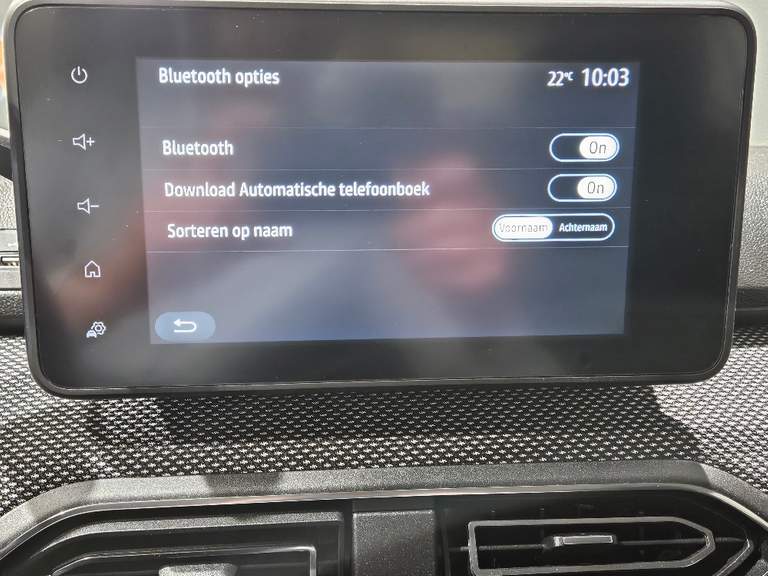 Bluetooth opties 22°C 10:03
Bluetooth On
Download Automatische telefoonboek On
Sorteren op naam Voornaam Achternaam